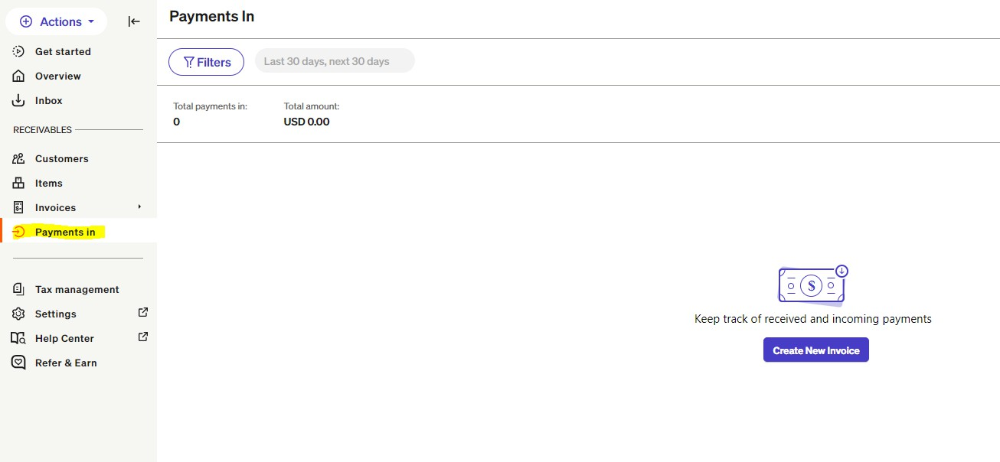 Actions
Get started
Overview
Inbox
RECEIVABLES
Customers
Items
Invoices
Payments in
Tax management
Settings
Help Center
Refer & Earn
Payments In
Filters
Last 30 days, next 30 days
Total payments in:
0
Total amount:
USD 0.00
$
Keep track of received and incoming payments
Create New Invoice